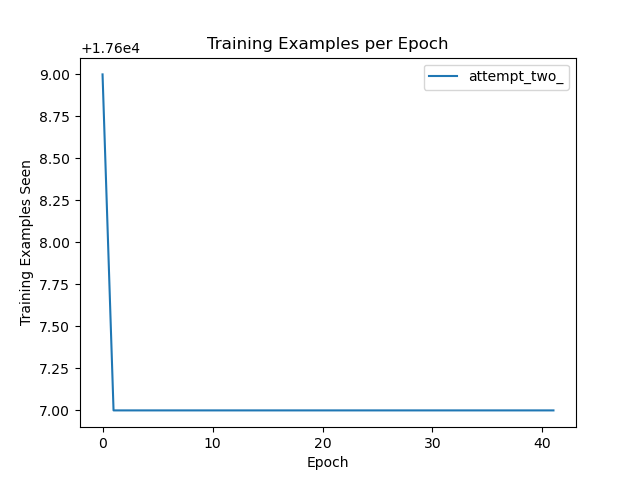 Training Examples per Epoch
+1.76e4
attempt_two_
9.00
8.75
8.50
8.25
8.00
7.75
7.50
7.25
7.00
Training Examples Seen
0 10 20 30 40
Epoch